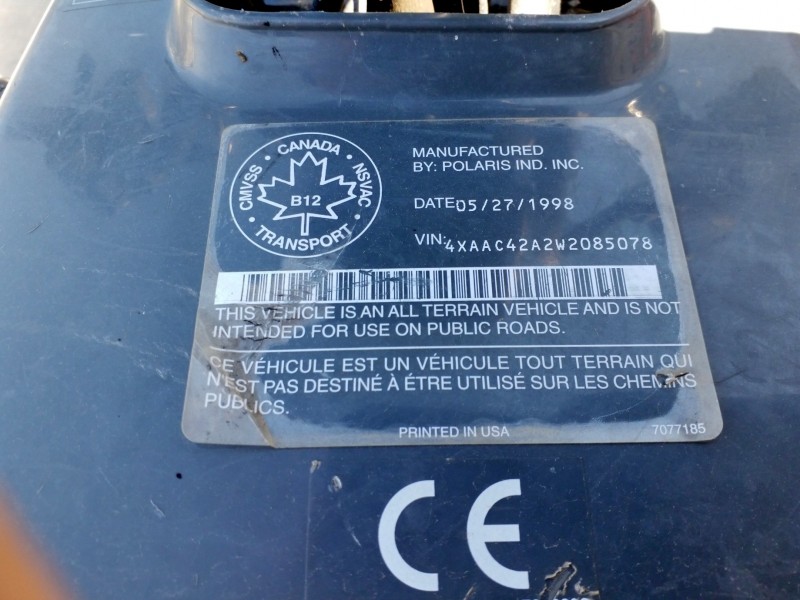 CANADA
CMVSS · NSVAC
B12
TRANSPORT
MANUFACTURED
BY: POLARIS IND. INC.
DATE: 05/27/1998
VIN: 4XAAC42A2W2085078
THIS VEHICLE IS AN ALL TERRAIN VEHICLE AND IS NOT
INTENDED FOR USE ON PUBLIC ROADS.
CE VÉHICULE EST UN VÉHICULE TOUT TERRAIN QUI
N'EST PAS DESTINÉ À ÉTRE UTILISÉ SUR LES CHEMINS
PUBLICS.
PRINTED IN USA 7077185
CE